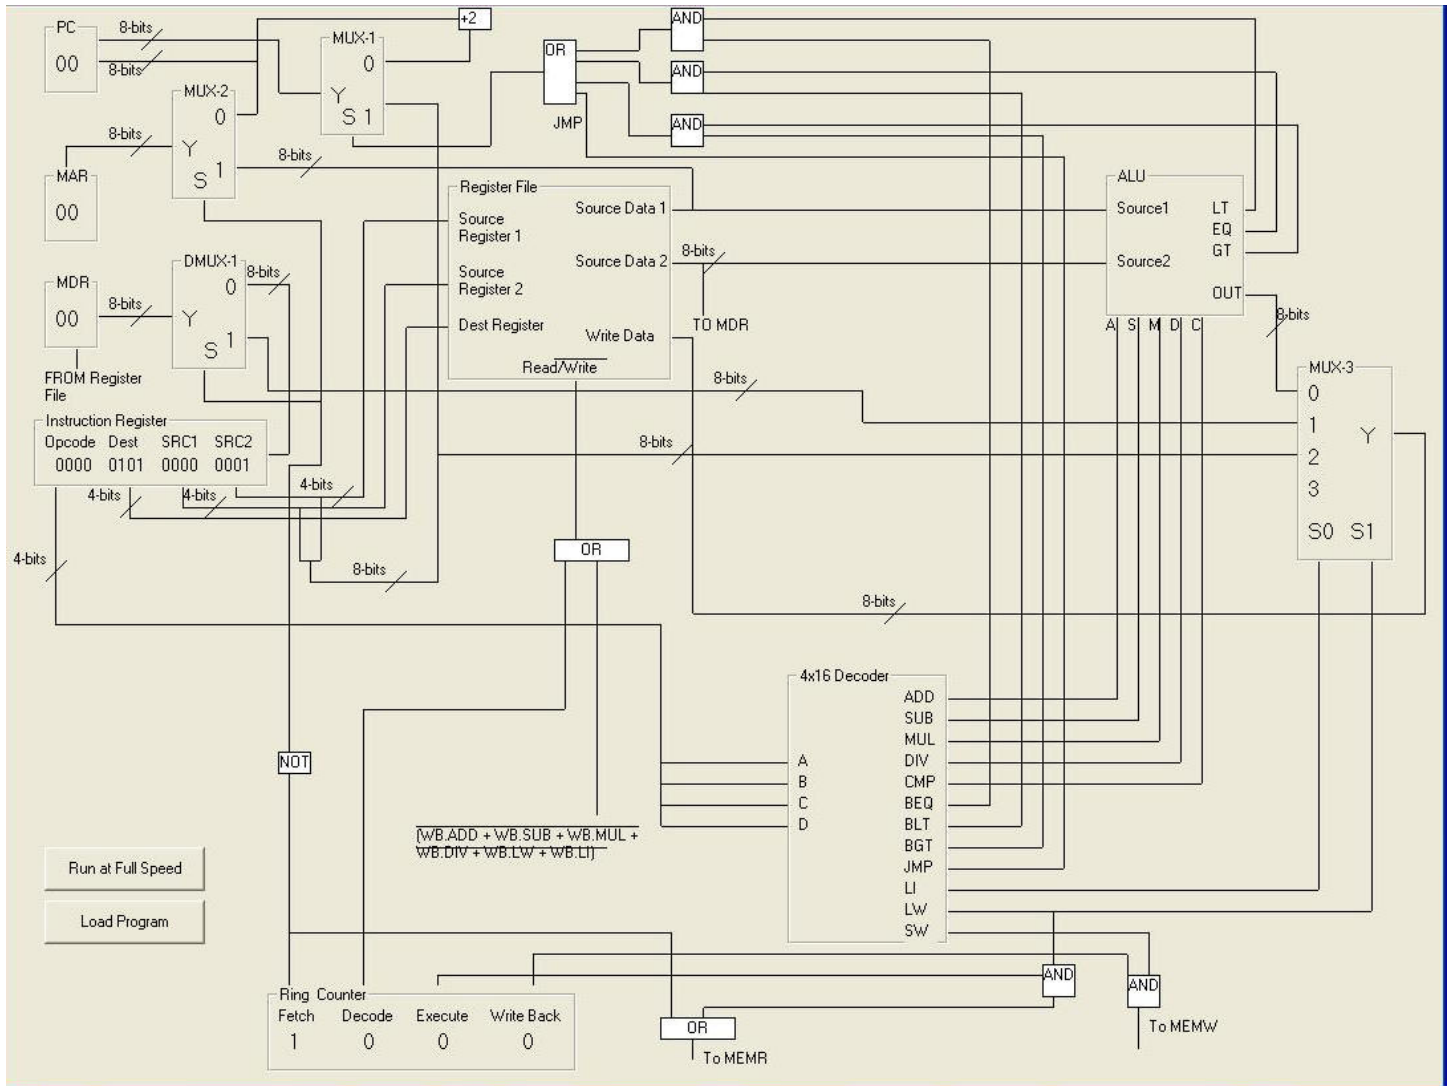 PC
00
8-bits
8-bits
+2
MUX-1
0
Y
S 1
MUX-2
0
Y
S 1
8-bits
MAR
00
8-bits
OR
JMP
AND
AND
AND
Register File
Source Register 1
Source Register 2
Dest Register
Source Data 1
Source Data 2
Write Data
Read/Write
8-bits
TO MDR
ALU
Source1
Source2
LT
EQ
GT
OUT
A S M D C
8-bits
MDR
00
8-bits
FROM Register
File
DMUX-1
0
Y
S 1
8-bits
8-bits
8-bits
MUX-3
0
1
2
3
Y
S0 S1
Instruction Register
Opcode Dest SRC1 SRC2
0000 0101 0000 0001
4-bits
4-bits
4-bits
4-bits
8-bits
OR
8-bits
4x16 Decoder
A
B
C
D
ADD
SUB
MUL
DIV
CMP
BEQ
BLT
BGT
JMP
LI
LW
SW
NOT
(WB.ADD + WB.SUB + WB.MUL +
WB.DIV + WB.LW + WB.LI)
Run at Full Speed
Load Program
Ring Counter
Fetch Decode Execute Write Back
1 0 0 0
AND
AND
OR
To MEMR
To MEMW